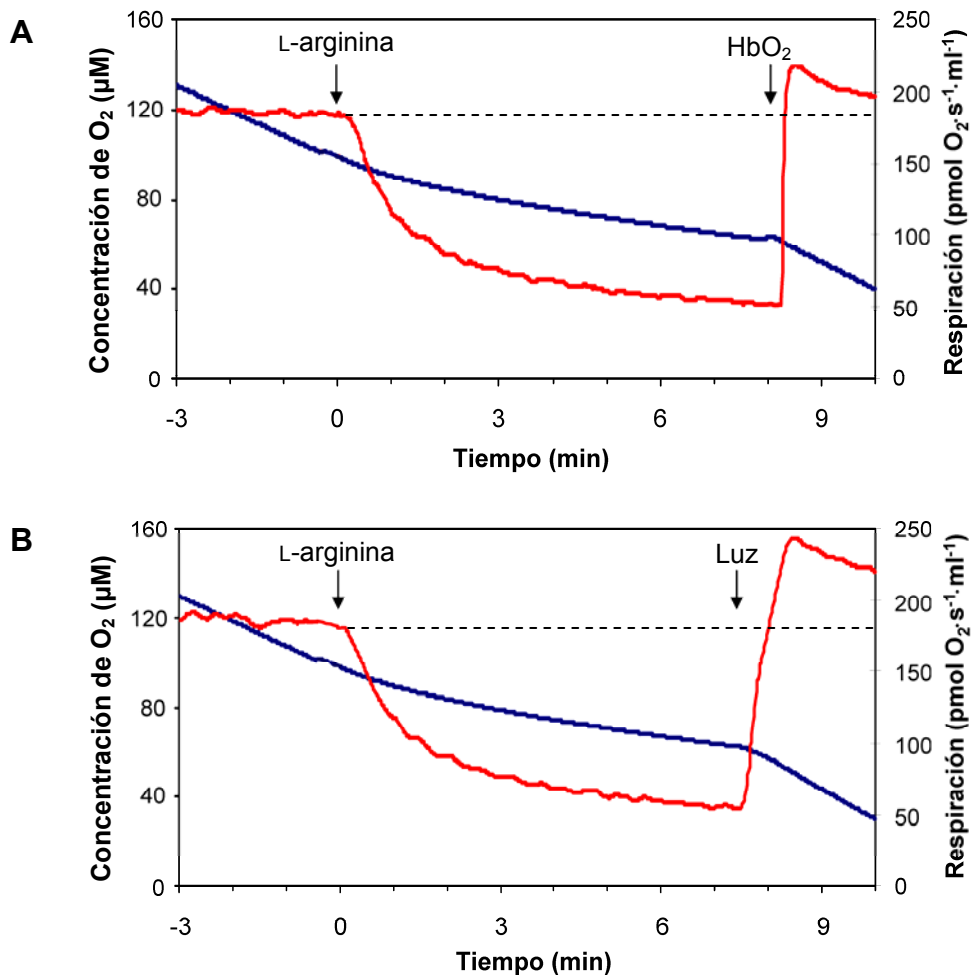 A
L-arginina
HbO₂
Concentración de O₂ (µM)
160
120
80
40
0
250
200
150
100
50
0
Respiración (pmol O₂·s⁻¹·ml⁻¹)
-3 0 3 6 9
Tiempo (min)
B
L-arginina
Luz
Concentración de O₂ (µM)
160
120
80
40
0
250
200
150
100
50
0
Respiración (pmol O₂·s⁻¹·ml⁻¹)
-3 0 3 6 9
Tiempo (min)